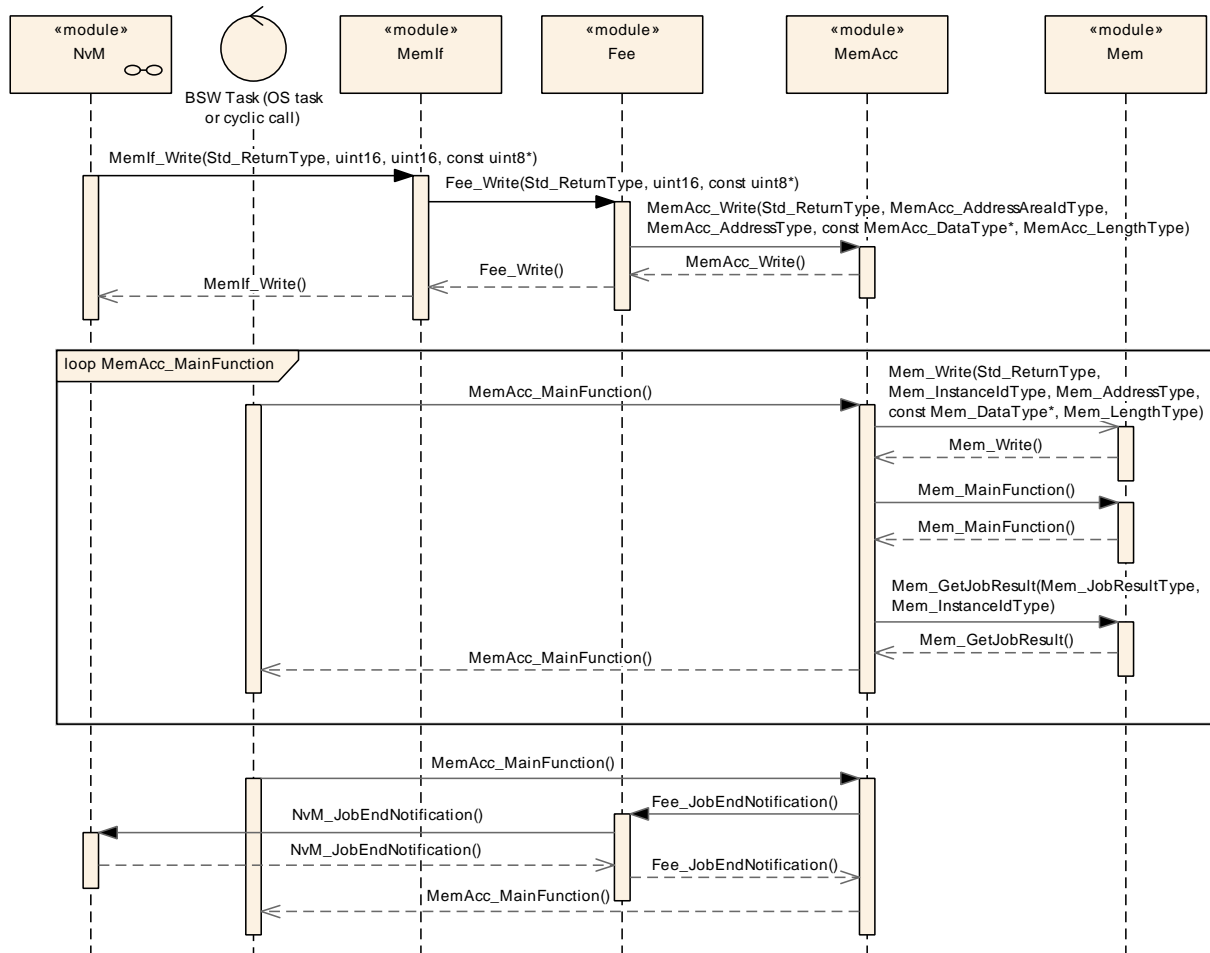 «module»
NvM
BSW Task (OS task
or cyclic call)
«module»
MemIf
«module»
Fee
«module»
MemAcc
«module»
Mem
MemIf_Write(Std_ReturnType, uint16, uint16, const uint8*)
Fee_Write(Std_ReturnType, uint16, const uint8*)
MemAcc_Write(Std_ReturnType, MemAcc_AddressAreaIdType,
MemAcc_AddressType, const MemAcc_DataType*, MemAcc_LengthType)
MemAcc_Write()
Fee_Write()
MemIf_Write()
loop MemAcc_MainFunction
MemAcc_MainFunction()
Mem_Write(Std_ReturnType,
Mem_InstanceIdType, Mem_AddressType,
const Mem_DataType*, Mem_LengthType)
Mem_Write()
Mem_MainFunction()
Mem_MainFunction()
Mem_GetJobResult(Mem_JobResultType,
Mem_InstanceIdType)
Mem_GetJobResult()
MemAcc_MainFunction()
MemAcc_MainFunction()
Fee_JobEndNotification()
NvM_JobEndNotification()
NvM_JobEndNotification()
Fee_JobEndNotification()
MemAcc_MainFunction()